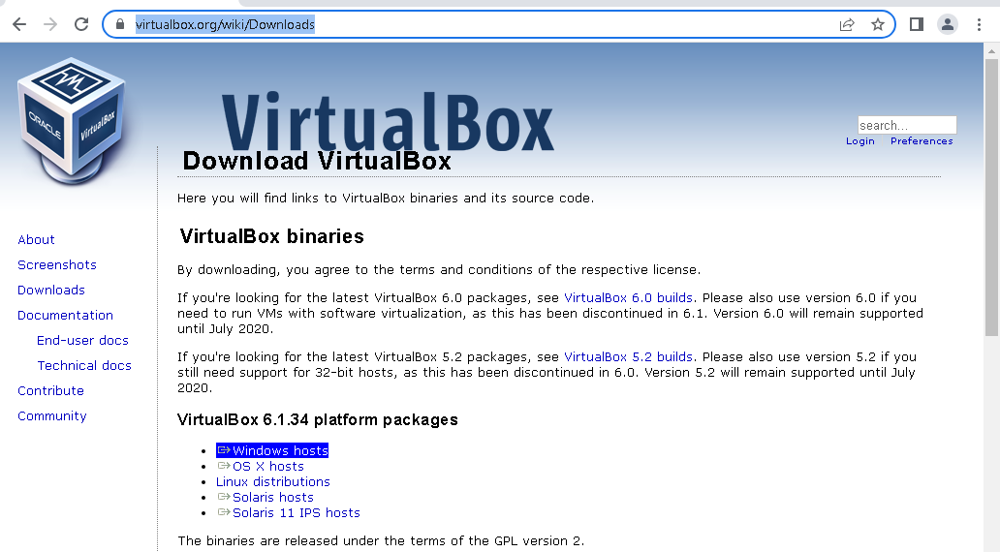 virtualbox.org/wiki/Downloads
ORACLE
VirtualBox
VirtualBox
search...
Login Preferences
Download VirtualBox
Here you will find links to VirtualBox binaries and its source code.
About
Screenshots
Downloads
Documentation
End-user docs
Technical docs
Contribute
Community
VirtualBox binaries
By downloading, you agree to the terms and conditions of the respective license.
If you're looking for the latest VirtualBox 6.0 packages, see VirtualBox 6.0 builds. Please also use version 6.0 if you
need to run VMs with software virtualization, as this has been discontinued in 6.1. Version 6.0 will remain supported
until July 2020.
If you're looking for the latest VirtualBox 5.2 packages, see VirtualBox 5.2 builds. Please also use version 5.2 if you
still need support for 32-bit hosts, as this has been discontinued in 6.0. Version 5.2 will remain supported until July
2020.
VirtualBox 6.1.34 platform packages
• Windows hosts
• OS X hosts
• Linux distributions
• Solaris hosts
• Solaris 11 IPS hosts
The binaries are released under the terms of the GPL version 2.